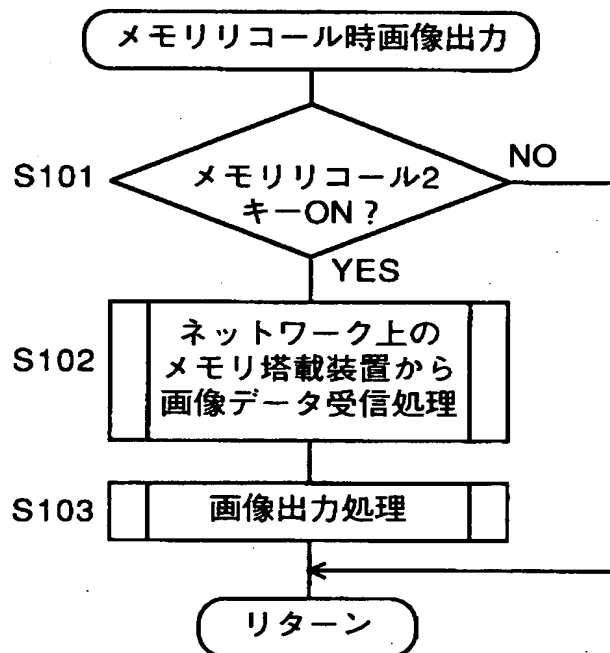 メモリリコール時画像出力
S101
メモリリコール2
キーON?
NO
YES
S102
ネットワーク上の
メモリ塔載装置から
画像データ受信処理
S103
画像出力処理
リターン